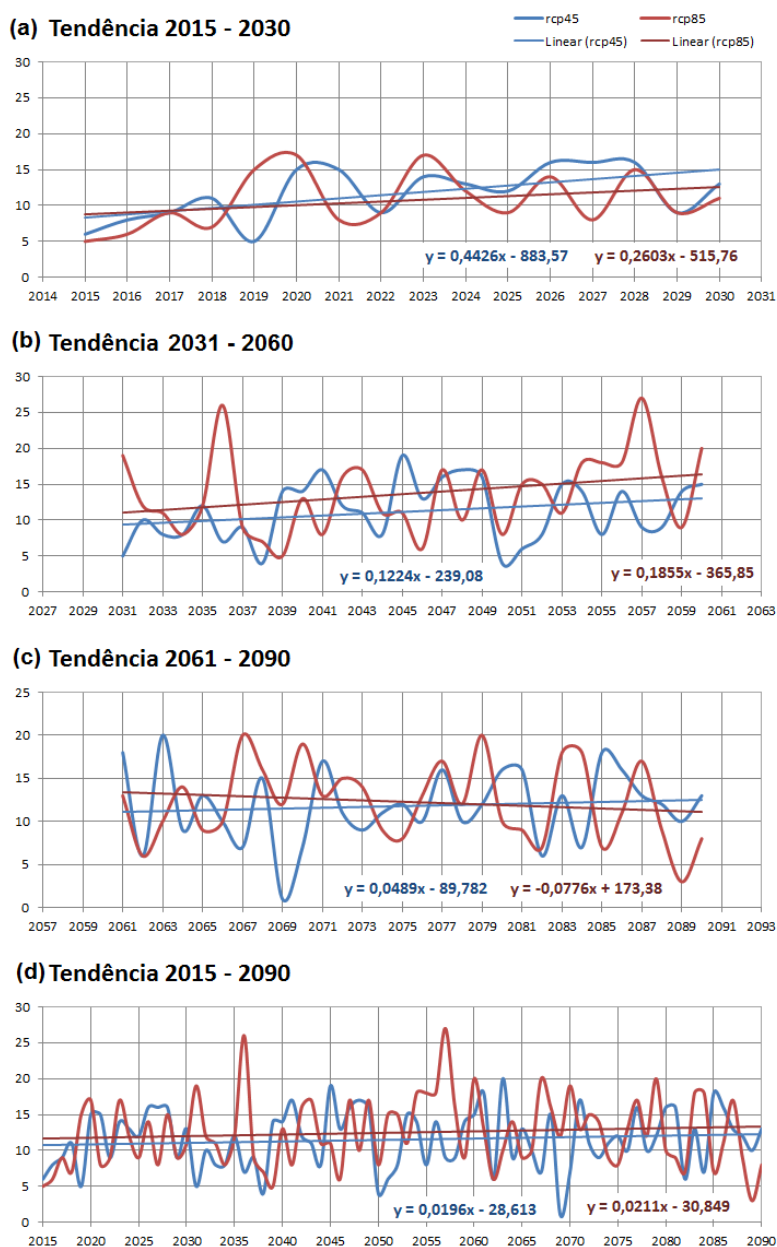 (a) Tendência 2015 - 2030
rcp45 rcp85
Linear (rcp45) Linear (rcp85)
30
25
20
15
10
5
0
y = 0,4426x - 883,57 y = 0,2603x - 515,76
2014 2015 2016 2017 2018 2019 2020 2021 2022 2023 2024 2025 2026 2027 2028 2029 2030 2031
(b) Tendência 2031 - 2060
30
25
20
15
10
5
0
y = 0,1224x - 239,08 y = 0,1855x - 365,85
2027 2029 2031 2033 2035 2037 2039 2041 2043 2045 2047 2049 2051 2053 2055 2057 2059 2061 2063
(c) Tendência 2061 - 2090
25
20
15
10
5
0
y = 0,0489x - 89,782 y = -0,0776x + 173,38
2057 2059 2061 2063 2065 2067 2069 2071 2073 2075 2077 2079 2081 2083 2085 2087 2089 2091 2093
(d) Tendência 2015 - 2090
30
25
20
15
10
5
0
y = 0,0196x - 28,613 y = 0,0211x - 30,849
2015 2020 2025 2030 2035 2040 2045 2050 2055 2060 2065 2070 2075 2080 2085 2090